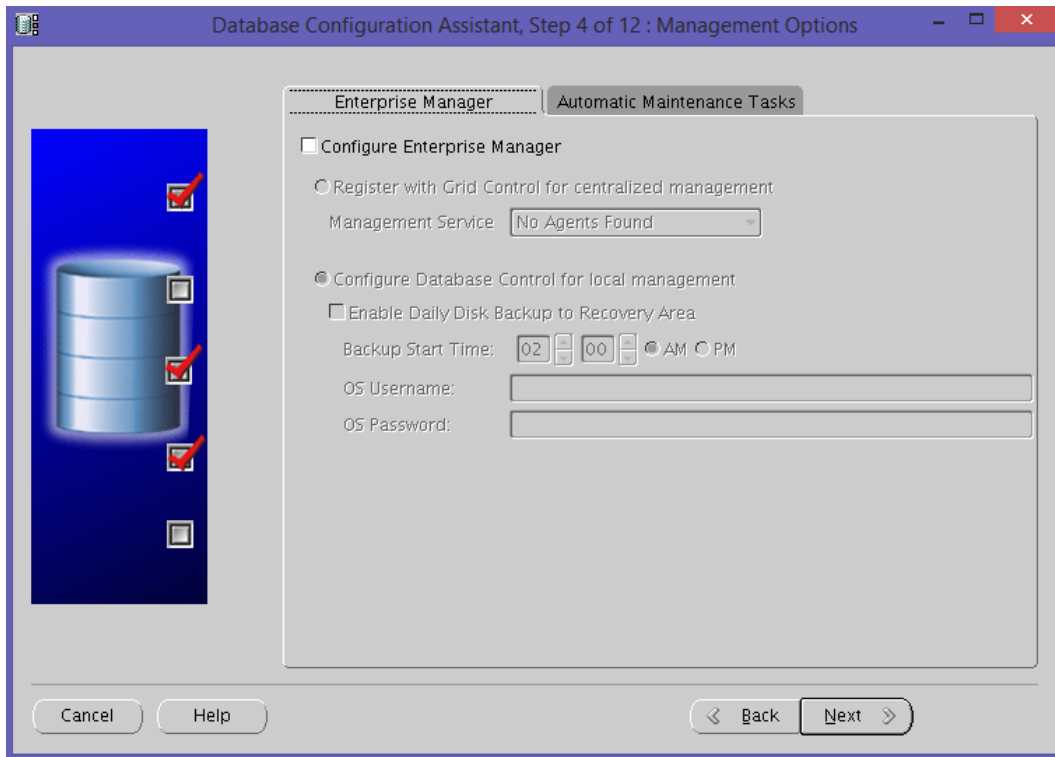 Database Configuration Assistant, Step 4 of 12 : Management Options
Enterprise Manager Automatic Maintenance Tasks
Configure Enterprise Manager
Register with Grid Control for centralized management
Management Service No Agents Found
Configure Database Control for local management
Enable Daily Disk Backup to Recovery Area
Backup Start Time: 02 00 AM PM
OS Username:
OS Password:
Cancel Help Back Next